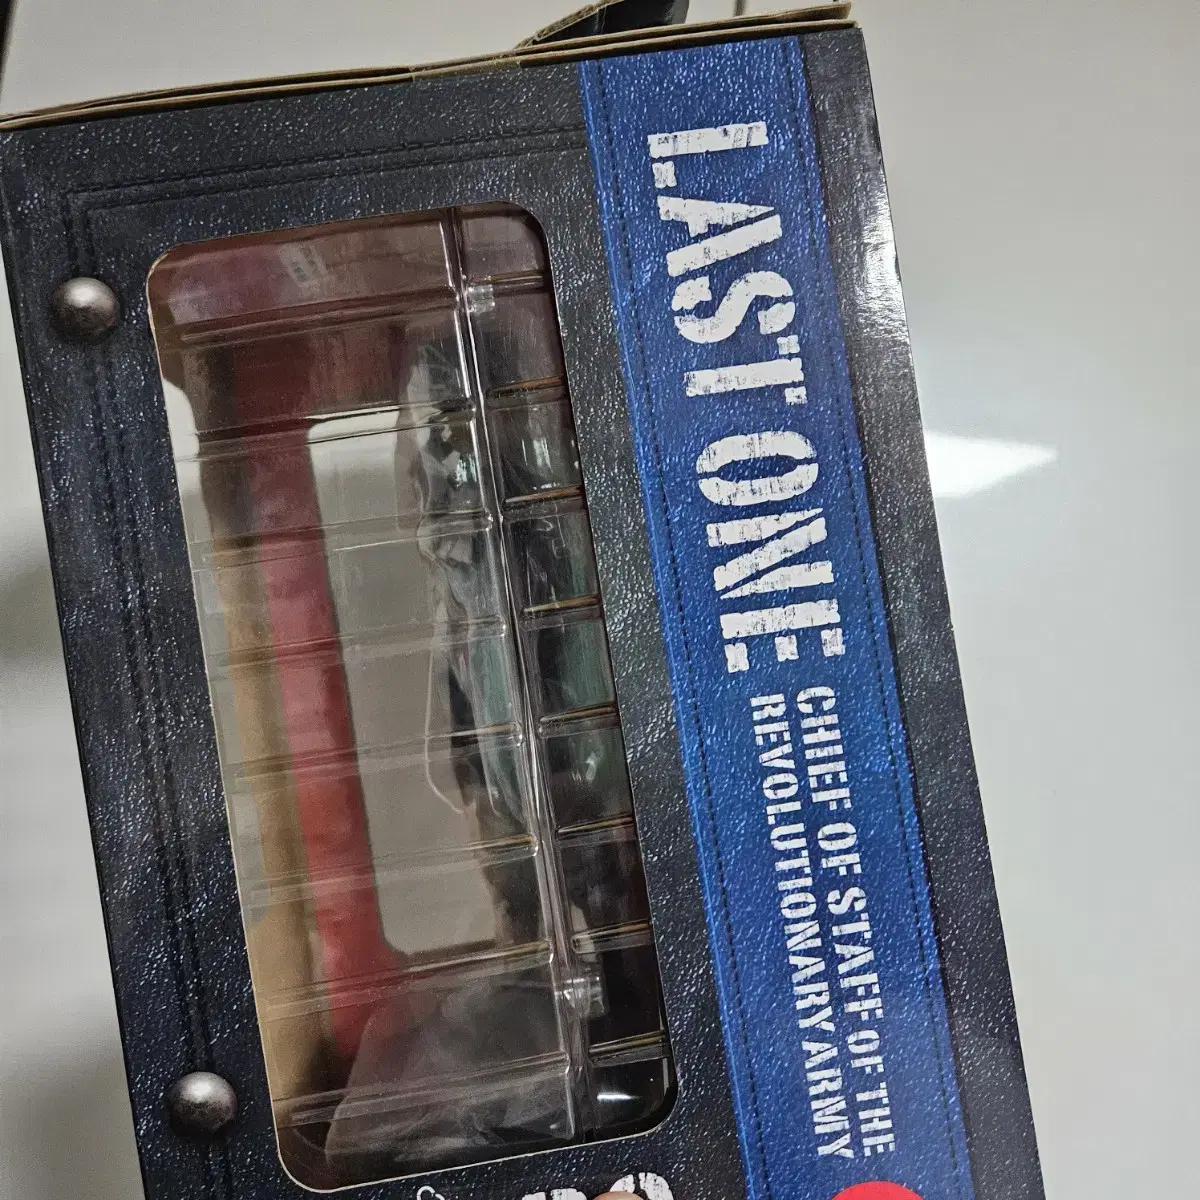 LAST ONE
CHIEF OF STAFF OF THE
REVOLUTIONARY ARMY